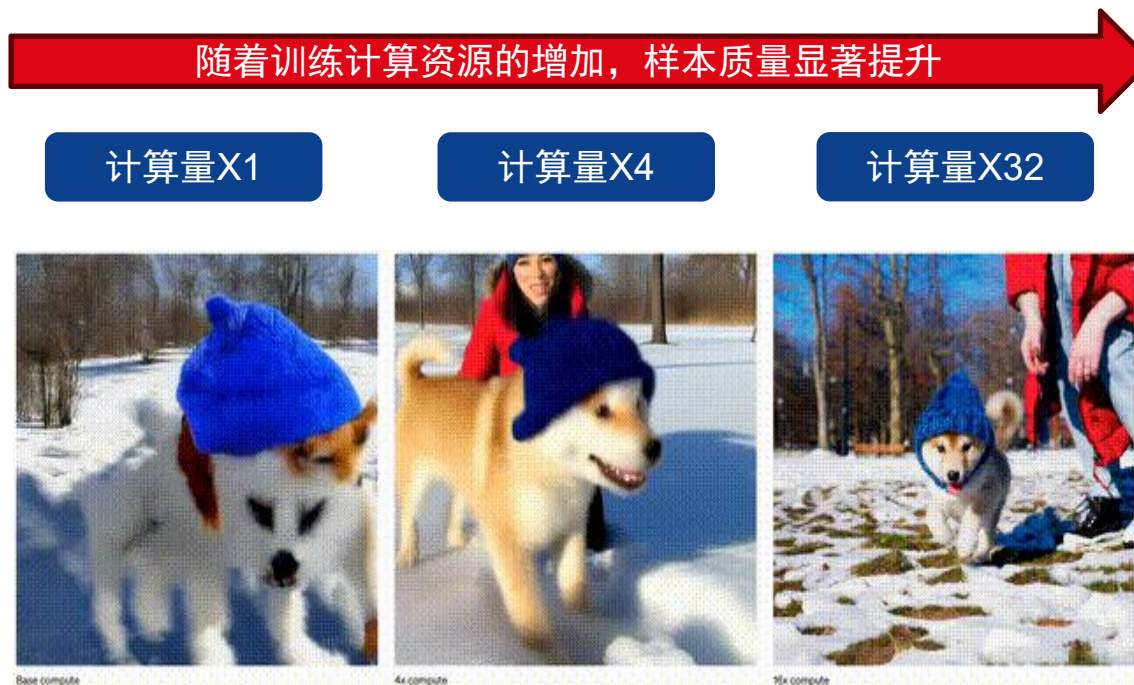 随着训练计算资源的增加，样本质量显著提升
计算量X1
计算量X4
计算量X32
Base compute
4x compute
16x compute